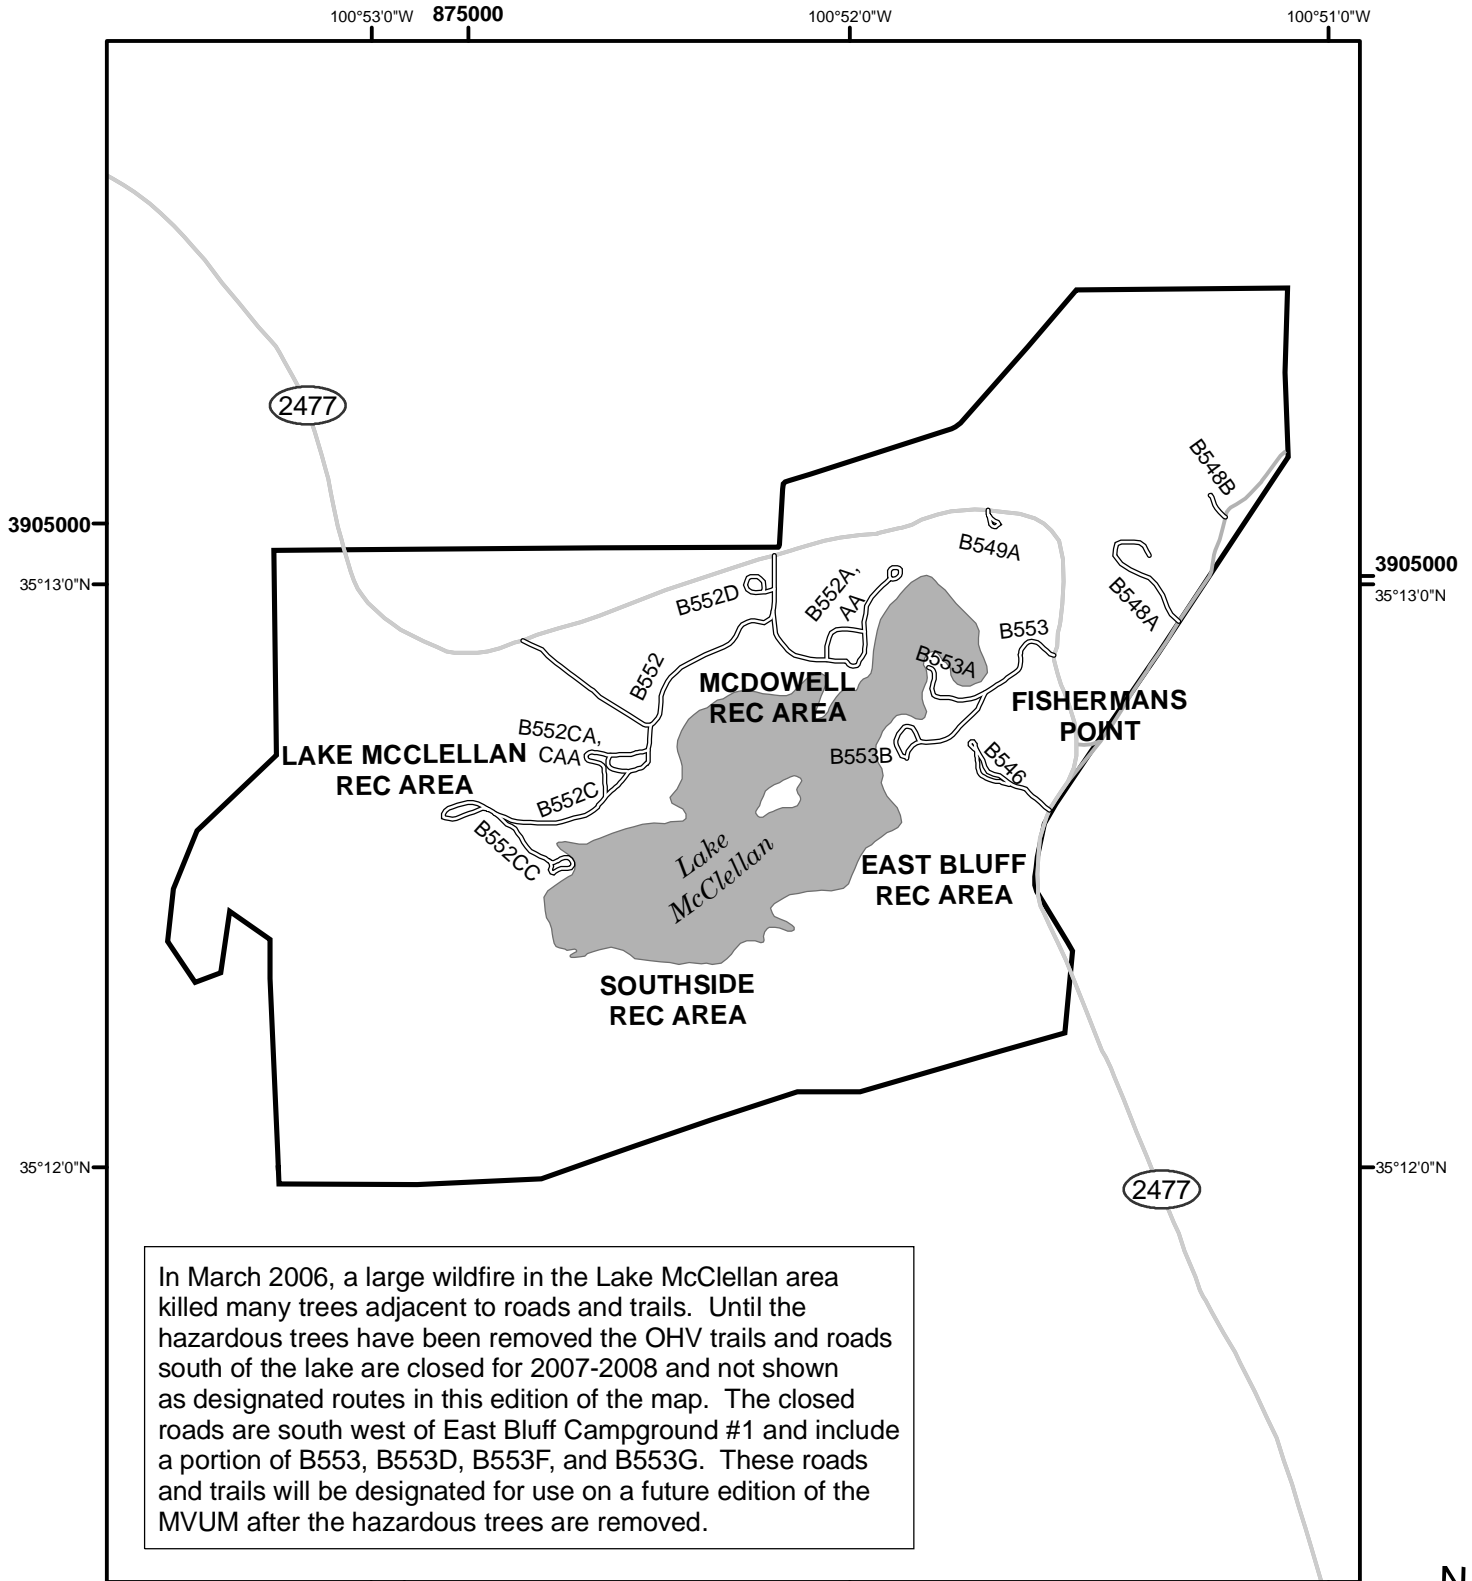 100°53'0"W 875000 100°52'0"W 100°51'0"W
2477
B548B
3905000
B549A
3905000
35°13'0"N
35°13'0"N
B552D
B552A,
AA
B548A
B553
B553A
B552
MCDOWELL
REC AREA
FISHERMANS
POINT
B552CA,
CAA
LAKE MCCLELLAN
REC AREA
B553B
B546
B552C
B552CC
Lake
McClellan
EAST BLUFF
REC AREA
SOUTHSIDE
REC AREA
35°12'0"N
35°12'0"N
2477
In March 2006, a large wildfire in the Lake McClellan area
killed many trees adjacent to roads and trails.  Until the
hazardous trees have been removed the OHV trails and roads
south of the lake are closed for 2007-2008 and not shown
as designated routes in this edition of the map.  The closed
roads are south west of East Bluff Campground #1 and include
a portion of B553, B553D, B553F, and B553G.  These roads
and trails will be designated for use on a future edition of the
MVUM after the hazardous trees are removed.
N